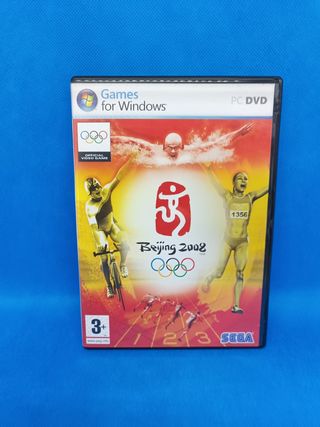 Games
for Windows
PC DVD
OFFICIAL
VIDEO GAME
1356
Beijing 2008
1 2 3
3+
SEGA